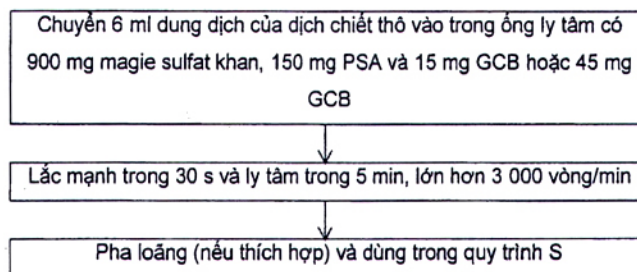 Chuyển 6 ml dung dịch của dịch chiết thô vào trong ống ly tâm có
900 mg magie sulfat khan, 150 mg PSA và 15 mg GCB hoặc 45 mg
GCB
Lắc mạnh trong 30 s và ly tâm trong 5 min, lớn hơn 3 000 vòng/min
Pha loãng (nếu thích hợp) và dùng trong quy trình S